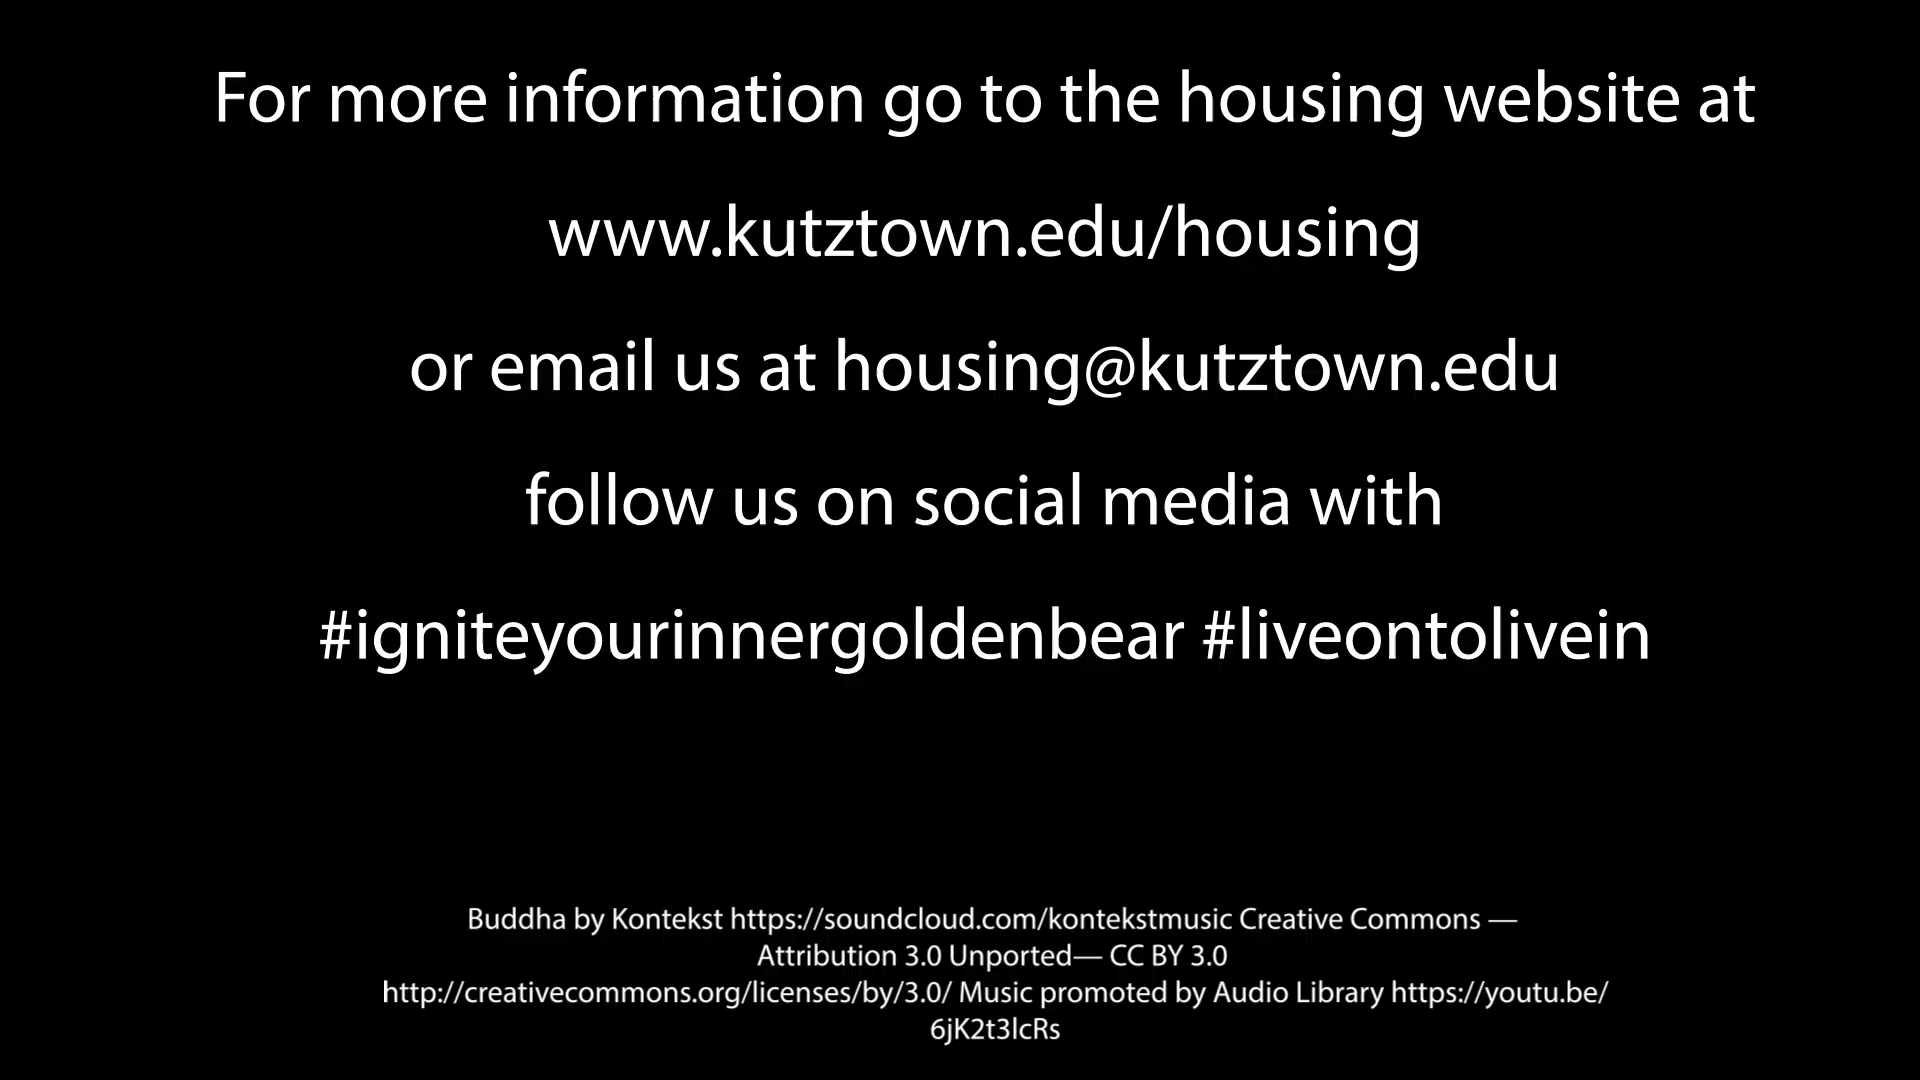 For more information go to the housing website at
www.kutztown.edu/housing
or email us at housing@kutztown.edu
follow us on social media with
#igniteyourinnergoldenbear #liveontolivein
Buddha by Kontekst https://soundcloud.com/kontekstmusic Creative Commons —
Attribution 3.0 Unported— CC BY 3.0
http://creativecommons.org/licenses/by/3.0/ Music promoted by Audio Library https://youtu.be/
6jK2t3lcRs